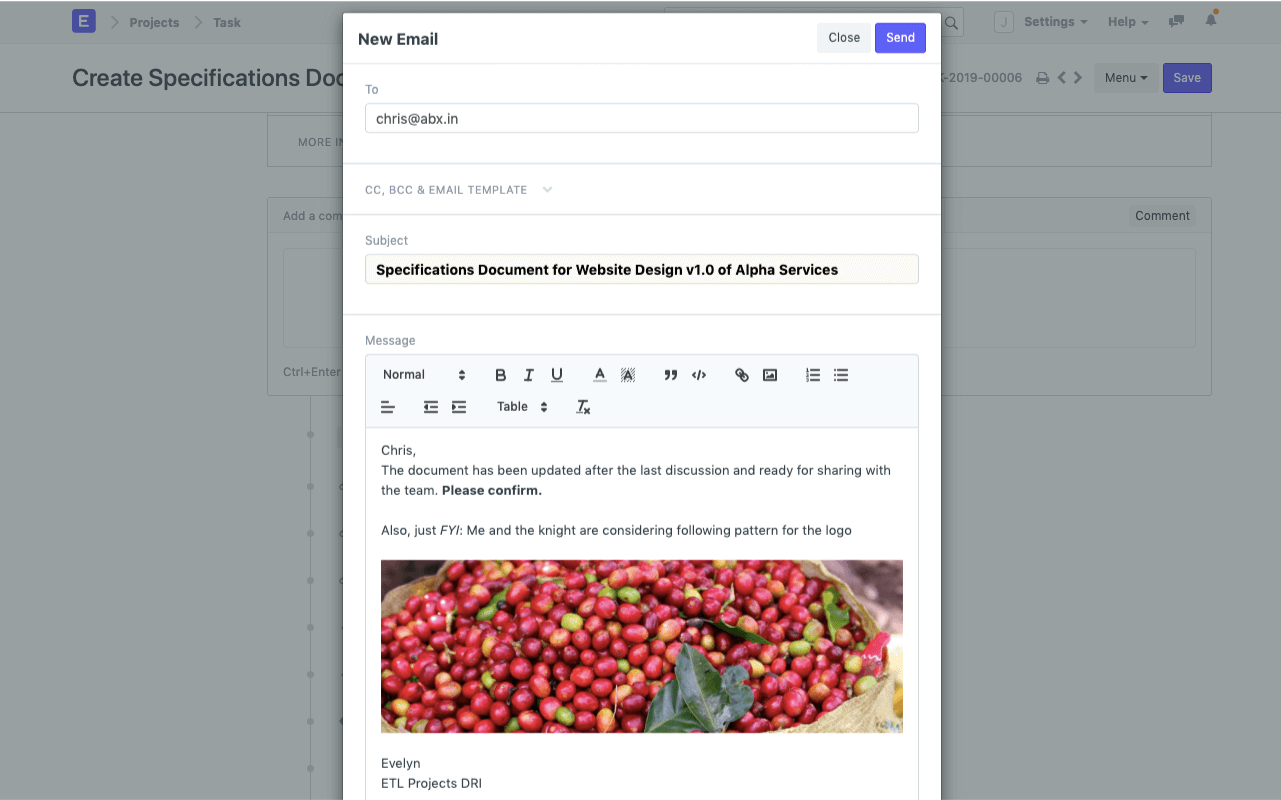 E Projects Task J Settings Help
New Email Close Send
Create Specifications Doc -2019-00006 Menu Save
To
chris@abx.in
MORE IN
CC, BCC & EMAIL TEMPLATE
Add a com Comment
Subject
Specifications Document for Website Design v1.0 of Alpha Services
Message
Ctrl+Enter
Normal B I U A A
Table Tx
Chris,
The document has been updated after the last discussion and ready for sharing with
the team. Please confirm.
Also, just FYI: Me and the knight are considering following pattern for the logo
Evelyn
ETL Projects DRI